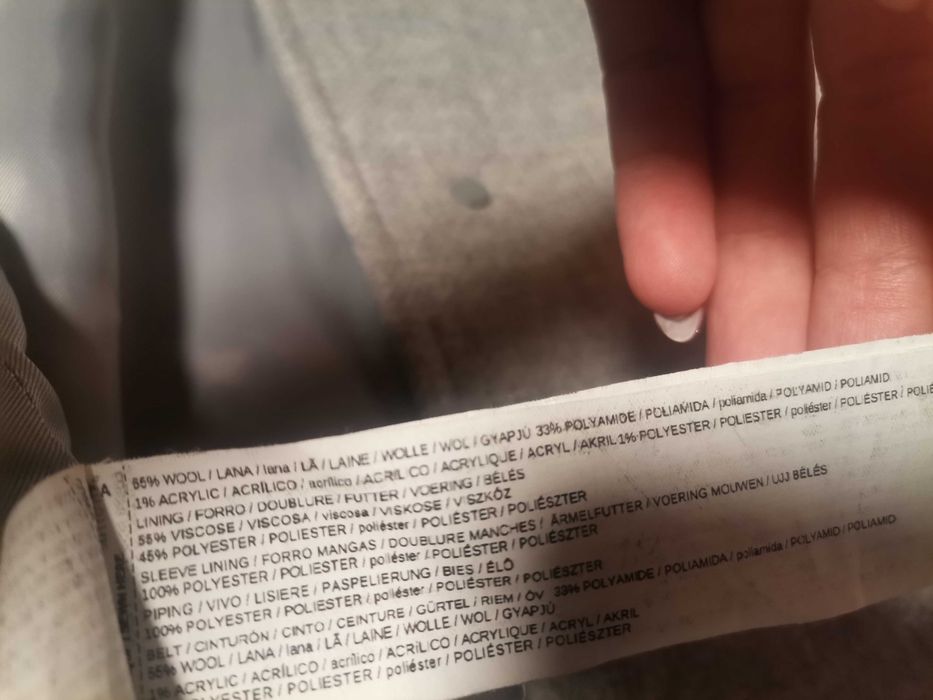 65% WOOL / LANA / lana / LÃ / LAINE / WOLLE / WOL / GYAPJÚ 33% POLYAMIDE / POLIAMIDA / poliamida / POLYAMID / POLIAMID
1% ACRYLIC / ACRÍLICO / acrílico / ACRILICO / ACRYLIQUE / ACRYL / AKRIL 1% POLYESTER / POLIESTER / poliéster / POLIÉSTER / POLIÉ
LINING / FORRO / DOUBLURE / FUTTER / VOERING / BÉLÉS
55% VISCOSE / VISCOSA / viscosa / VISKOSE / VISZKÓZ
45% POLYESTER / POLIESTER / poliéster / POLIÉSTER / POLIÉSZTER
SLEEVE LINING / FORRO MANGAS / DOUBLURE MANCHES / ÄRMELFUTTER / VOERING MOUWEN / UJJ BÉLÉS
100% POLYESTER / POLIESTER / poliéster / POLIÉSTER / POLIÉSZTER
PIPING / VIVO / LISIERE / PASPELIERUNG / BIES / ÉLŐ
100% POLYESTER / POLIESTER / poliéster / POLIÉSTER / POLIÉSZTER
BELT / CINTURÓN / CINTO / CEINTURE / GÜRTEL / RIEM / ÖV
65% WOOL / LANA / lana / LÃ / LAINE / WOLLE / WOL / GYAPJÚ 33% POLYAMIDE / POLIAMIDA / poliamida / POLYAMID / POLIAMID
1% ACRYLIC / ACRÍLICO / acrílico / ACRILICO / ACRYLIQUE / ACRYL / AKRIL
POLYESTER / POLIESTER / poliéster / POLIÉSTER / POLIÉSZTER